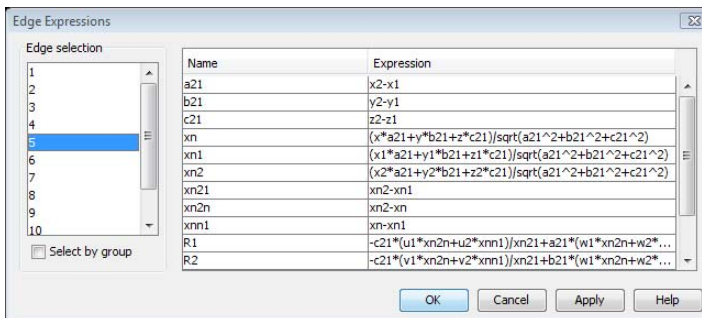 Edge Expressions
Edge selection
1
2
3
4
5
6
7
8
9
10
Select by group
Name Expression
a21 x2-x1
b21 y2-y1
c21 z2-z1
xn (x*a21+y*b21+z*c21)/sqrt(a21^2+b21^2+c21^2)
xn1 (x1*a21+y1*b21+z1*c21)/sqrt(a21^2+b21^2+c21^2)
xn2 (x2*a21+y2*b21+z2*c21)/sqrt(a21^2+b21^2+c21^2)
xn21 xn2-xn1
xn2n xn2-xn
xnn1 xn-xn1
R1 -c21*(u1*xn2n+u2*xnn1)/xn21+a21*(w1*xn2n+w2*...
R2 -c21*(v1*xn2n+v2*xnn1)/xn21+b21*(w1*xn2n+w2*...
OK Cancel Apply Help